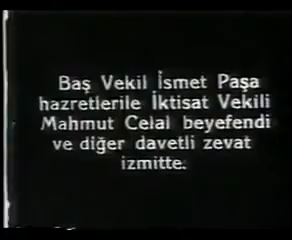 Baş Vekil İsmet Paşa
hazretlerile İktisat Vekili
Mahmut Celal beyefendi
ve diğer davetli zevat
izmitte: